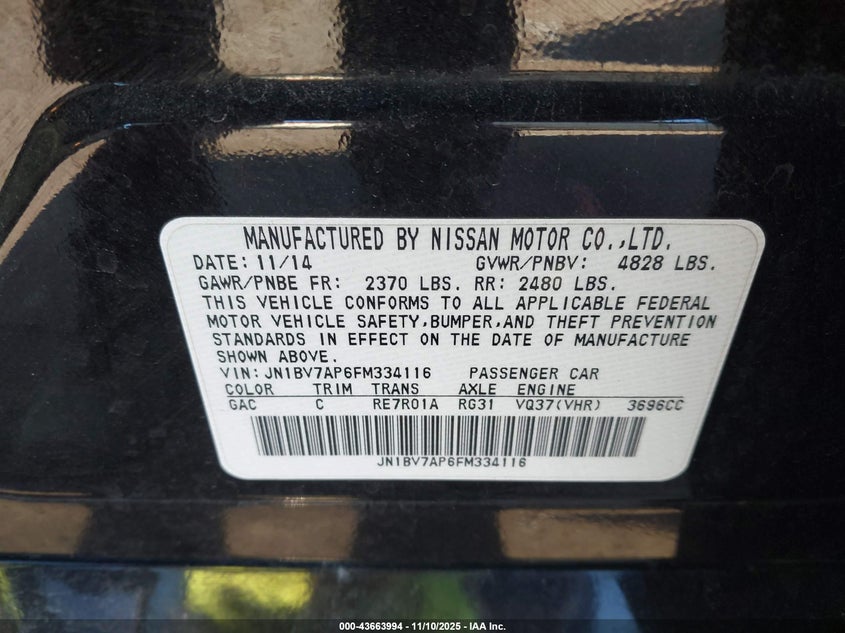 MANUFACTURED BY NISSAN MOTOR CO.,LTD.
DATE: 11/14 GVWR/PNBV: 4828 LBS.
GAWR/PNBE FR: 2370 LBS. RR: 2480 LBS.
THIS VEHICLE CONFORMS TO ALL APPLICABLE FEDERAL
MOTOR VEHICLE SAFETY,BUMPER,AND THEFT PREVENTION
STANDARDS IN EFFECT ON THE DATE OF MANUFACTURE
SHOWN ABOVE.
VIN: JN1BV7AP6FM334116 PASSENGER CAR
COLOR TRIM TRANS AXLE ENGINE
GAC C RE7R01A RG31 VQ37(VHR) 3696CC
JN1BV7AP6FM334116
000-43663994 - 11/10/2025 - IAA Inc.